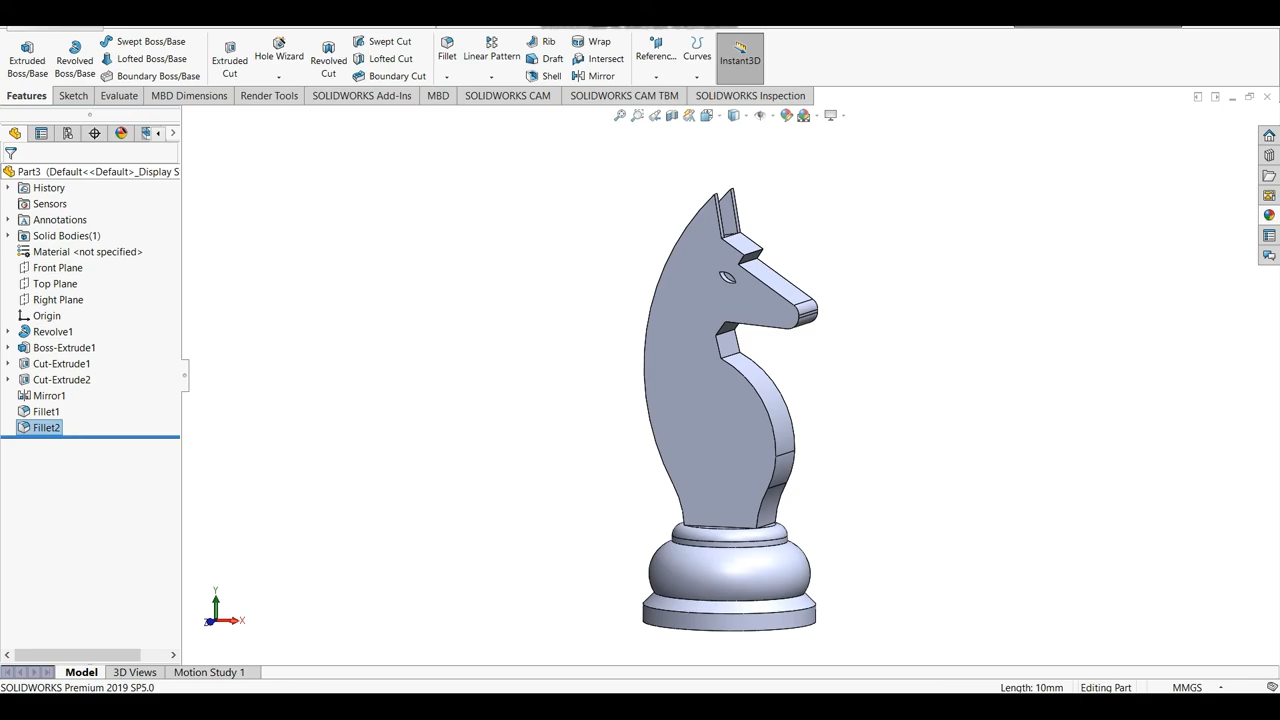 Extruded Boss/Base
Revolved Boss/Base
Swept Boss/Base
Lofted Boss/Base
Boundary Boss/Base
Extruded Cut
Hole Wizard
Revolved Cut
Swept Cut
Lofted Cut
Boundary Cut
Fillet
Linear Pattern
Rib
Draft
Shell
Wrap
Intersect
Mirror
Referenc...
Curves
Instant3D
Features Sketch Evaluate MBD Dimensions Render Tools SOLIDWORKS Add-Ins MBD SOLIDWORKS CAM SOLIDWORKS CAM TBM SOLIDWORKS Inspection
Part3 (Default<<Default>_Display S
History
Sensors
Annotations
Solid Bodies(1)
Material <not specified>
Front Plane
Top Plane
Right Plane
Origin
Revolve1
Boss-Extrude1
Cut-Extrude1
Cut-Extrude2
Mirror1
Fillet1
Fillet2
Y
Z X
Model 3D Views Motion Study 1
SOLIDWORKS Premium 2019 SP5.0 Length: 10mm Editing Part MMGS